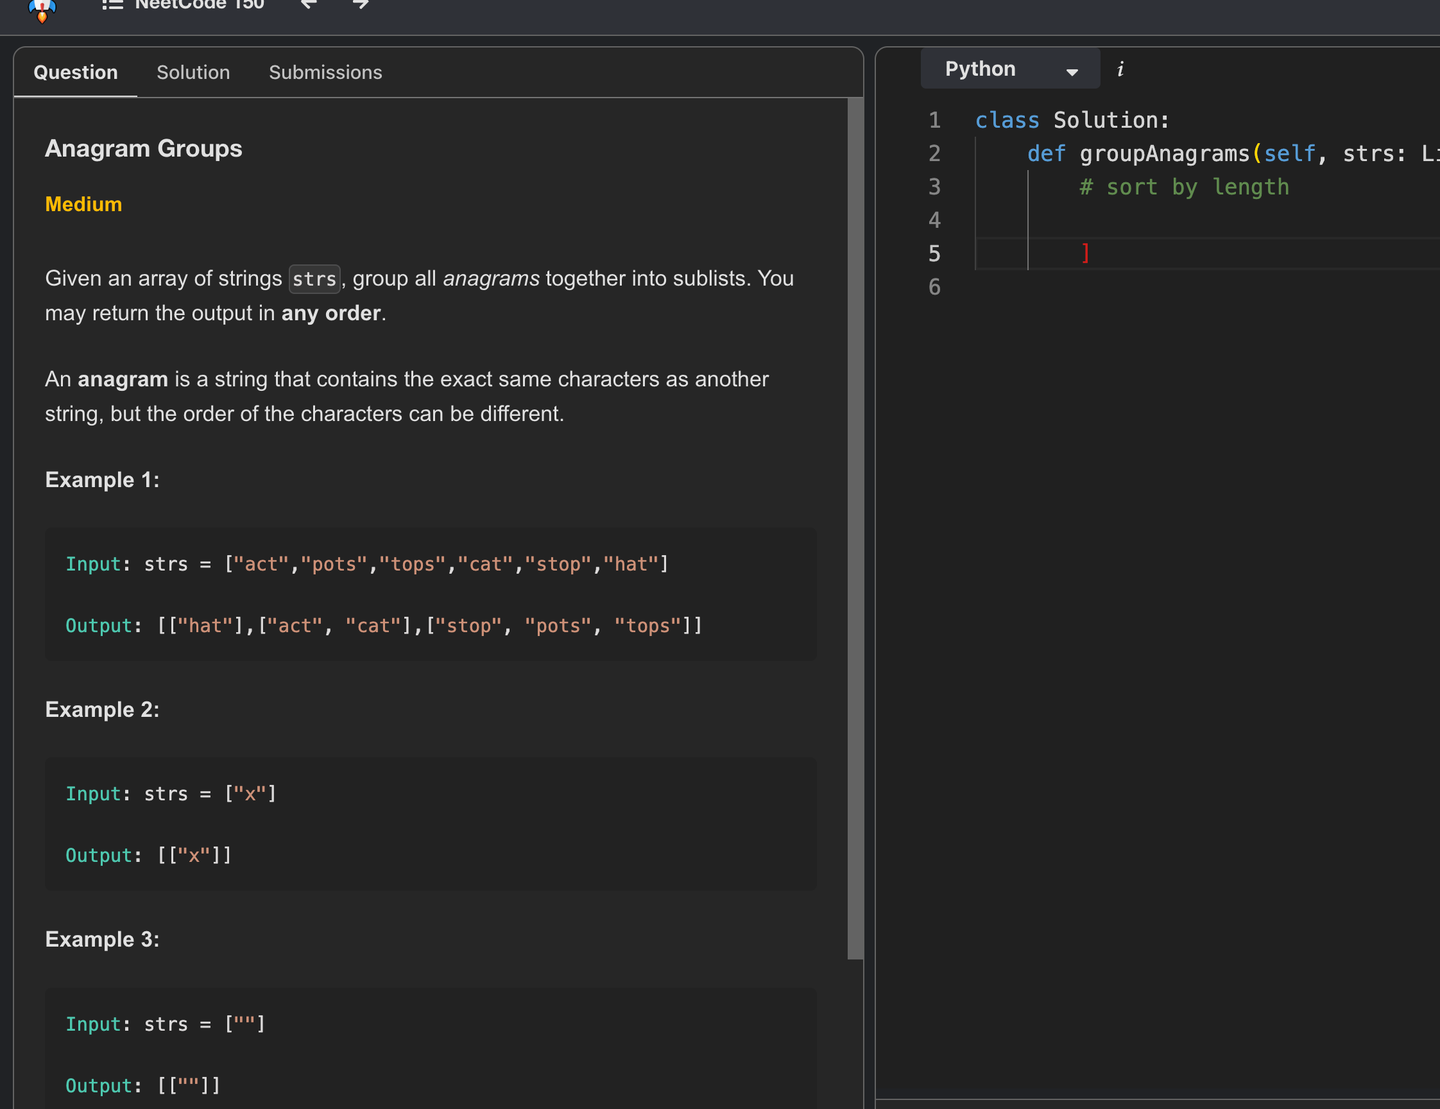 NeetCode 150
Question Solution Submissions
Anagram Groups
Medium
Given an array of strings strs, group all anagrams together into sublists. You
may return the output in any order.
An anagram is a string that contains the exact same characters as another
string, but the order of the characters can be different.
Example 1:
Input: strs = ["act","pots","tops","cat","stop","hat"]
Output: [["hat"],["act", "cat"],["stop", "pots", "tops"]]
Example 2:
Input: strs = ["x"]
Output: [["x"]]
Example 3:
Input: strs = [""]
Output: [[""]]
Python i
1 class Solution:
2 def groupAnagrams(self, strs: Li
3 # sort by length
4
5 ]
6